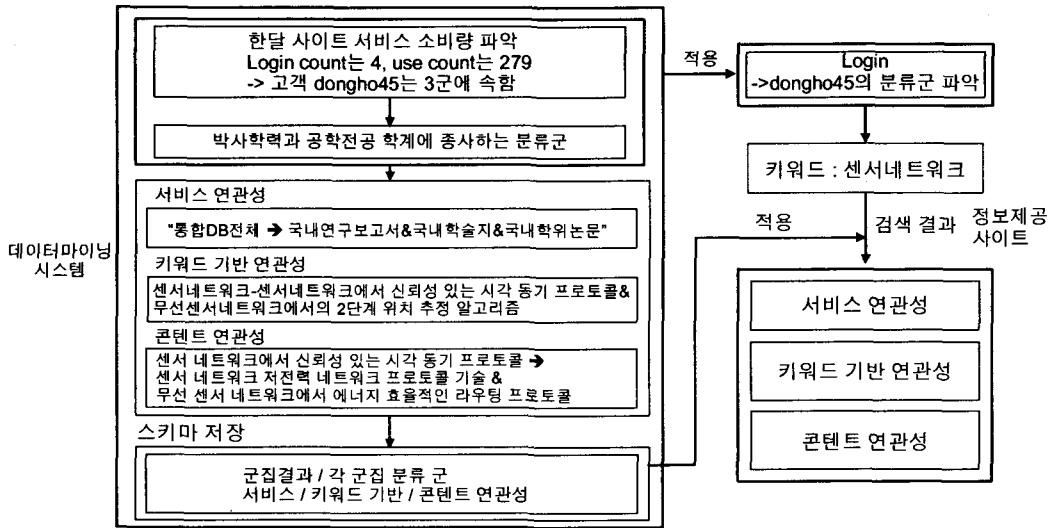 데이터마이닝
시스템
한달 사이트 서비스 소비량 파악
Login count는 4, use count는 279
-> 고객 dongho45는 3군에 속함
박사학력과 공학전공 학계에 종사하는 분류군
서비스 연관성
"통합DB전체 ➔ 국내연구보고서&국내학술지&국내학위논문"
키워드 기반 연관성
센서네트워크-센서네트워크에서 신뢰성 있는 시각 동기 프로토콜&
무선센서네트워크에서의 2단계 위치 추정 알고리즘
콘텐트 연관성
센서 네트워크에서 신뢰성 있는 시각 동기 프로토콜 ➔
센서 네트워크 저전력 네트워크 프로토콜 기술 &
무선 센서 네트워크에서 에너지 효율적인 라우팅 프로토콜
스키마 저장
군집결과 / 각 군집 분류 군
서비스 / 키워드 기반 / 콘텐트 연관성
적용
Login
->dongho45의 분류군 파악
키워드 : 센서네트워크
적용
검색 결과
정보제공
사이트
서비스 연관성
키워드 기반 연관성
콘텐트 연관성